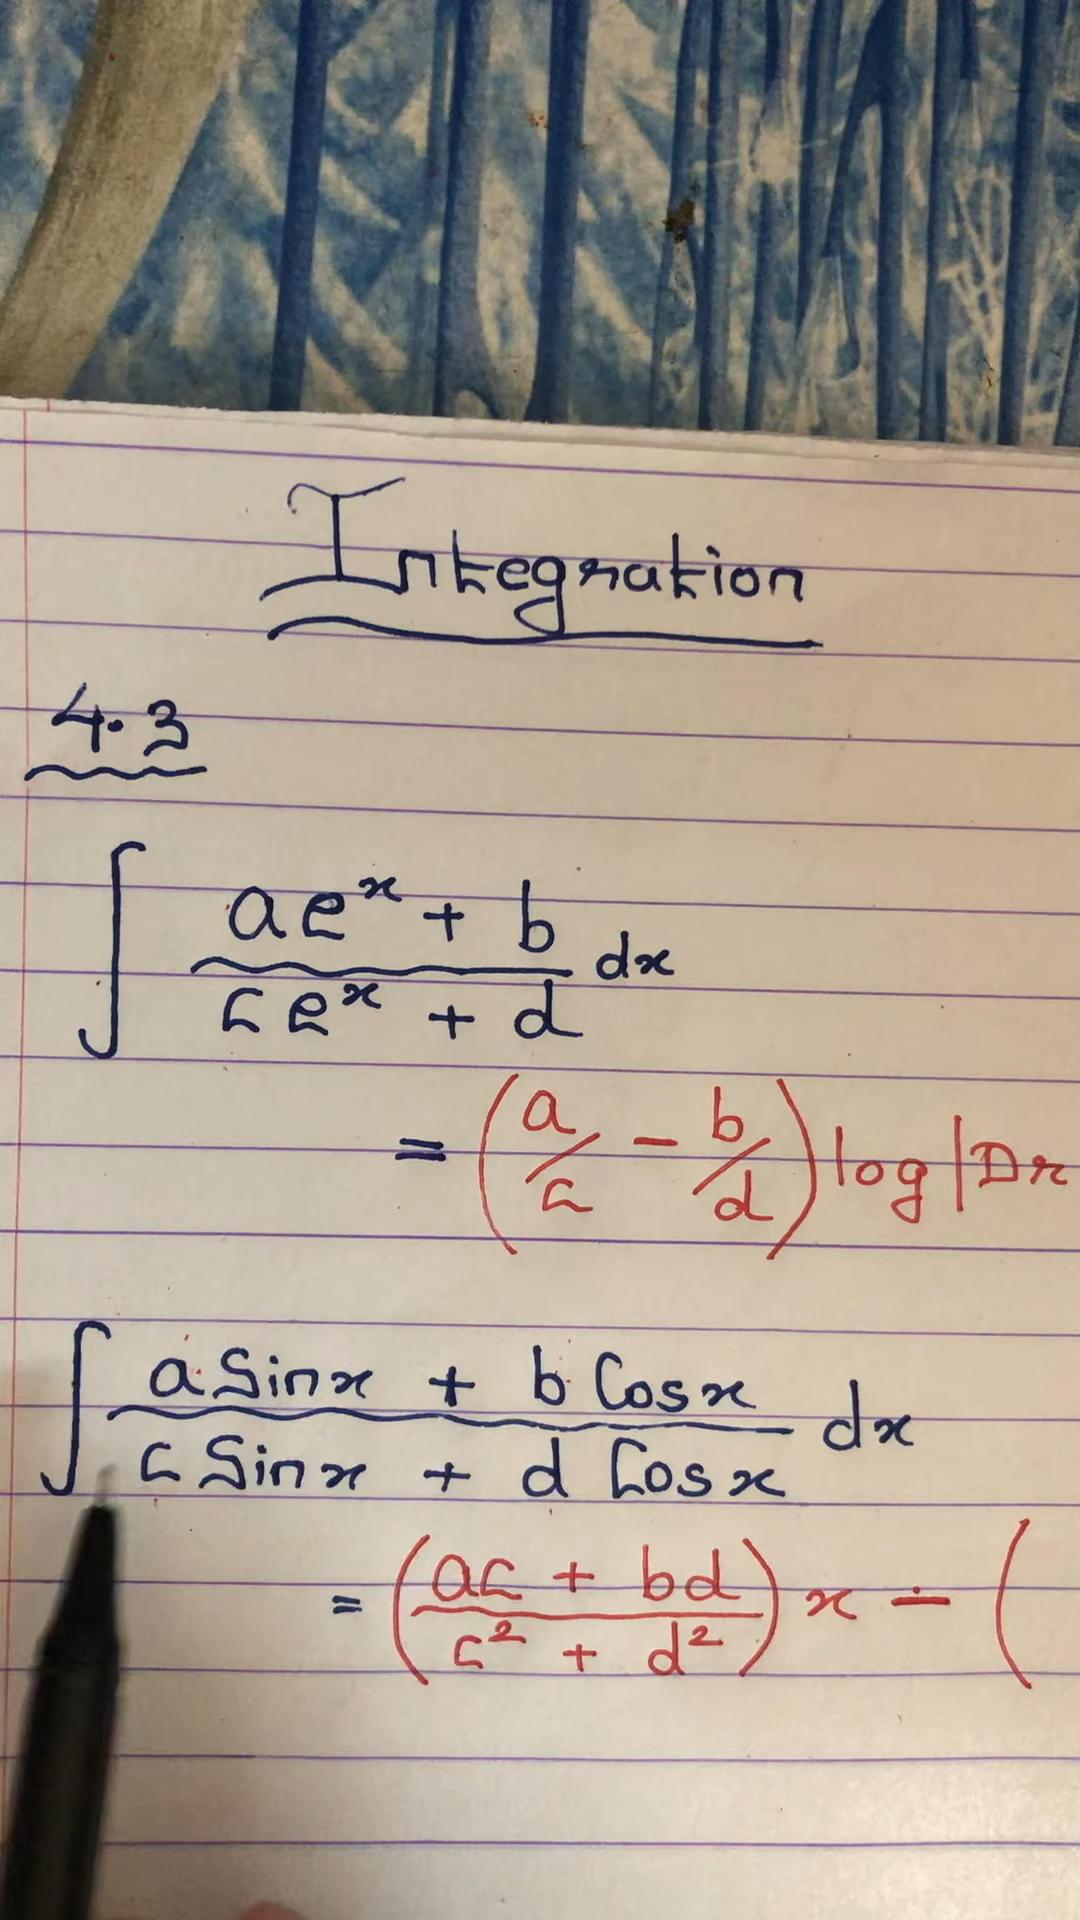 Integration
4.3
∫ (ae^x + b)/(ce^x + d) dx
= (a/c - b/d) log |Dr
∫ (a Sinx + b Cosx)/(c Sinx + d Cosx) dx
= ((ac + bd)/(c² + d²)) x - (